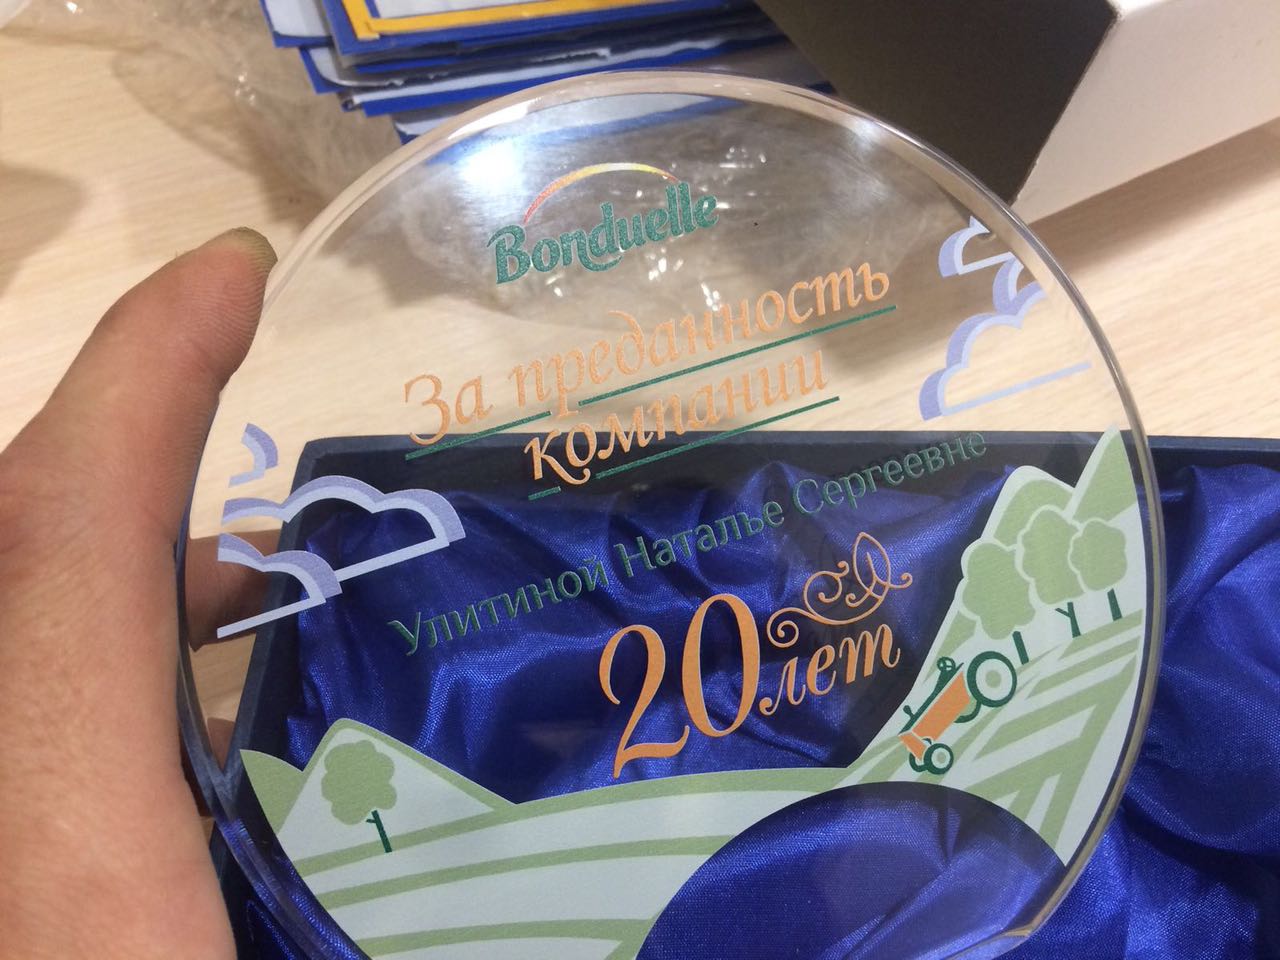 Bonduelle
За преданность
компании
Улитиной Наталье Сергеевне
20 лет